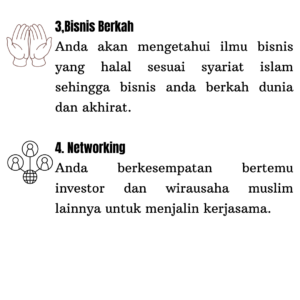 3,Bisnis Berkah
Anda akan mengetahui ilmu bisnis
yang halal sesuai syariat islam
sehingga bisnis anda berkah dunia
dan akhirat.
4. Networking
Anda berkesempatan bertemu
investor dan wirausaha muslim
lainnya untuk menjalin kerjasama.